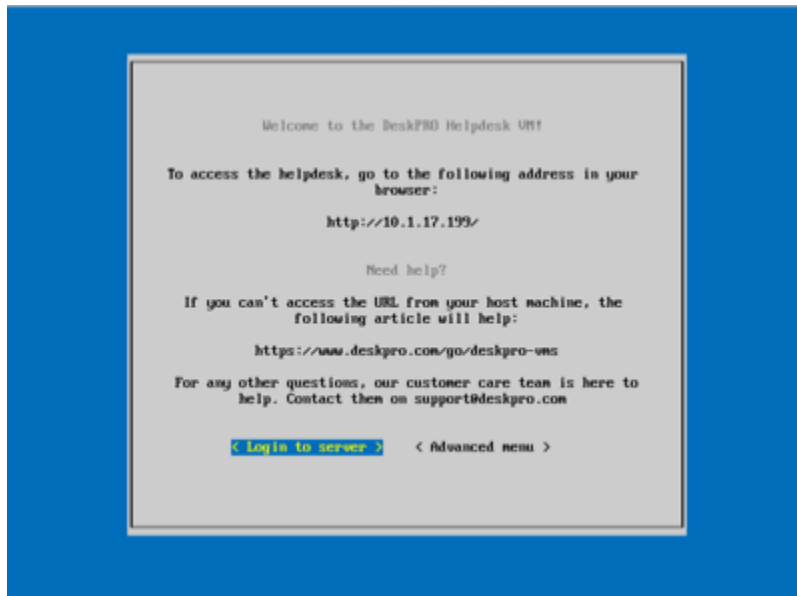 Welcome to the DeskPRO Helpdesk VM!
To access the helpdesk, go to the following address in your
browser:
http://10.1.17.199/
Need help?
If you can't access the URL from your host machine, the
following article will help:
https://www.deskpro.com/go/deskpro-vms
For any other questions, our customer care team is here to
help. Contact them on support@deskpro.com
< Login to server > < Advanced menu >